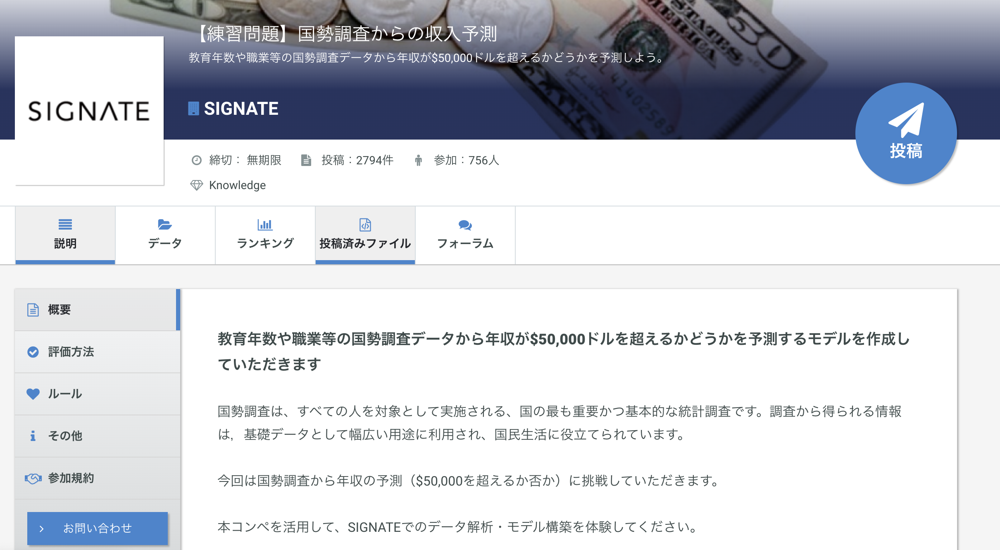 【練習問題】国勢調査からの収入予測
教育年数や職業等の国勢調査データから年収が$50,000ドルを超えるかどうかを予測しよう。
SIGNATE
SIGNATE
投稿
締切： 無期限 投稿：2794件 参加：756人
Knowledge
説明 データ ランキング 投稿済みファイル フォーラム
概要
評価方法
ルール
その他
参加規約
お問い合わせ
教育年数や職業等の国勢調査データから年収が$50,000ドルを超えるかどうかを予測するモデルを作成し
ていただきます
国勢調査は、すべての人を対象として実施される、国の最も重要かつ基本的な統計調査です。調査から得られる情報
は，基礎データとして幅広い用途に利用され、国民生活に役立てられています。
今回は国勢調査から年収の予測（$50,000を超えるか否か）に挑戦していただきます。
本コンペを活用して、SIGNATEでのデータ解析・モデル構築を体験してください。